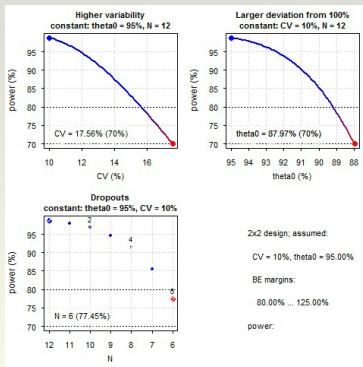 Higher variability
constant: theta0 = 95%, N = 12
power (%)
95
90
85
80
75
70
CV = 17.56% (70%)
10
12
14
16
CV (%)
Larger deviation from 100%
constant: CV = 10%, N = 12
power (%)
95
90
85
80
75
70
theta0 = 87.97% (70%)
95 94 93 92 91 90 89 88
theta0 (%)
Dropouts
constant: theta0 = 95%, CV = 10%
power (%)
95
90
85
80
75
70
2
4
6
N = 6 (77.45%)
12 11 10 9 8 7 6
N
2x2 design; assumed:
CV = 10%, theta0 = 95.00%
BE margins:
80.00% ... 125.00%
power: